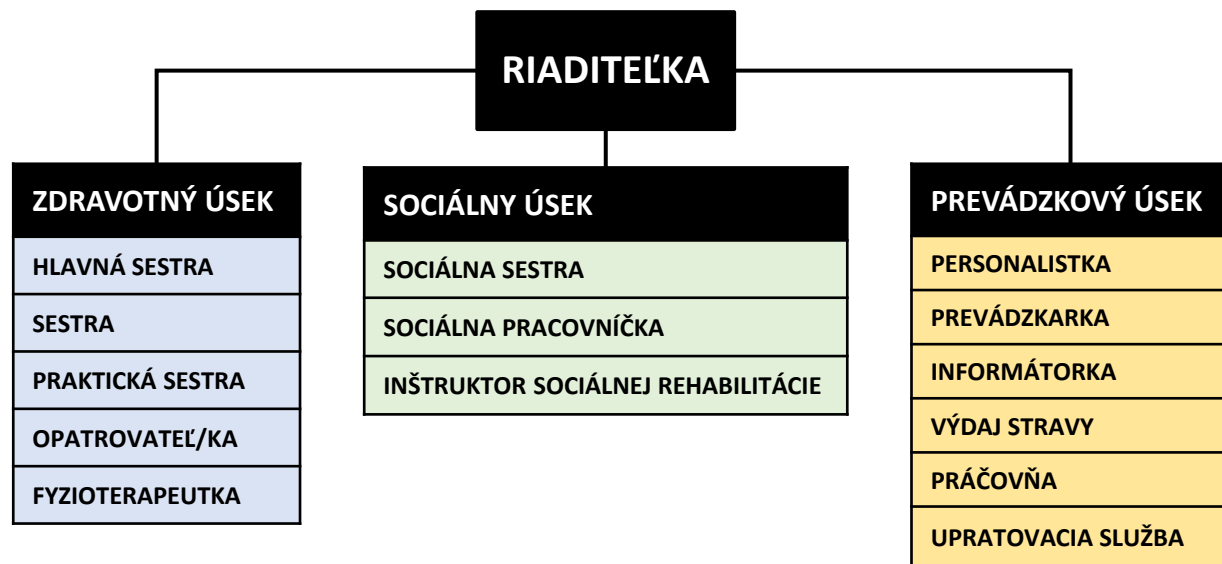 RIADITEĽKA
ZDRAVOTNÝ ÚSEK
HLAVNÁ SESTRA
SESTRA
PRAKTICKÁ SESTRA
OPATROVATEĽ/KA
FYZIOTERAPEUTKA
SOCIÁLNY ÚSEK
SOCIÁLNA SESTRA
SOCIÁLNA PRACOVNÍČKA
INŠTRUKTOR SOCIÁLNEJ REHABILITÁCIE
PREVÁDZKOVÝ ÚSEK
PERSONALISTKA
PREVÁDZKARKA
INFORMÁTORKA
VÝDAJ STRAVY
PRÁČOVŇA
UPRATOVACIA SLUŽBA